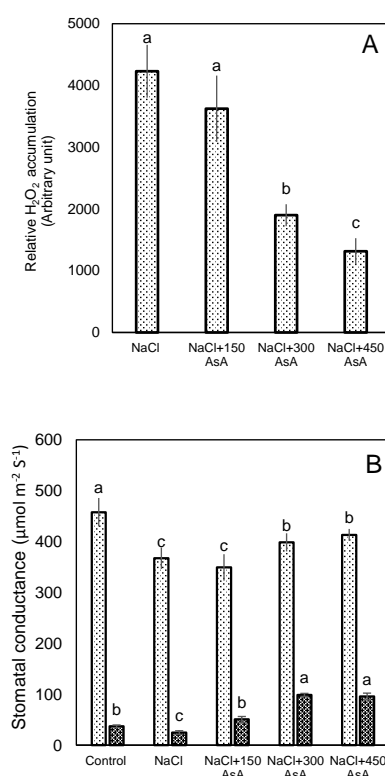 A
Relative H₂O₂ accumulation
(Arbitrary unit)
5000
4000
3000
2000
1000
0
a
a
b
c
NaCl
NaCl+150
AsA
NaCl+300
AsA
NaCl+450
AsA
B
Stomatal conductance (µmol m⁻² S⁻¹)
600
500
400
300
200
100
0
a
b
c
c
c
b
b
a
b
a
Control
NaCl
NaCl+150
AsA
NaCl+300
AsA
NaCl+450
AsA